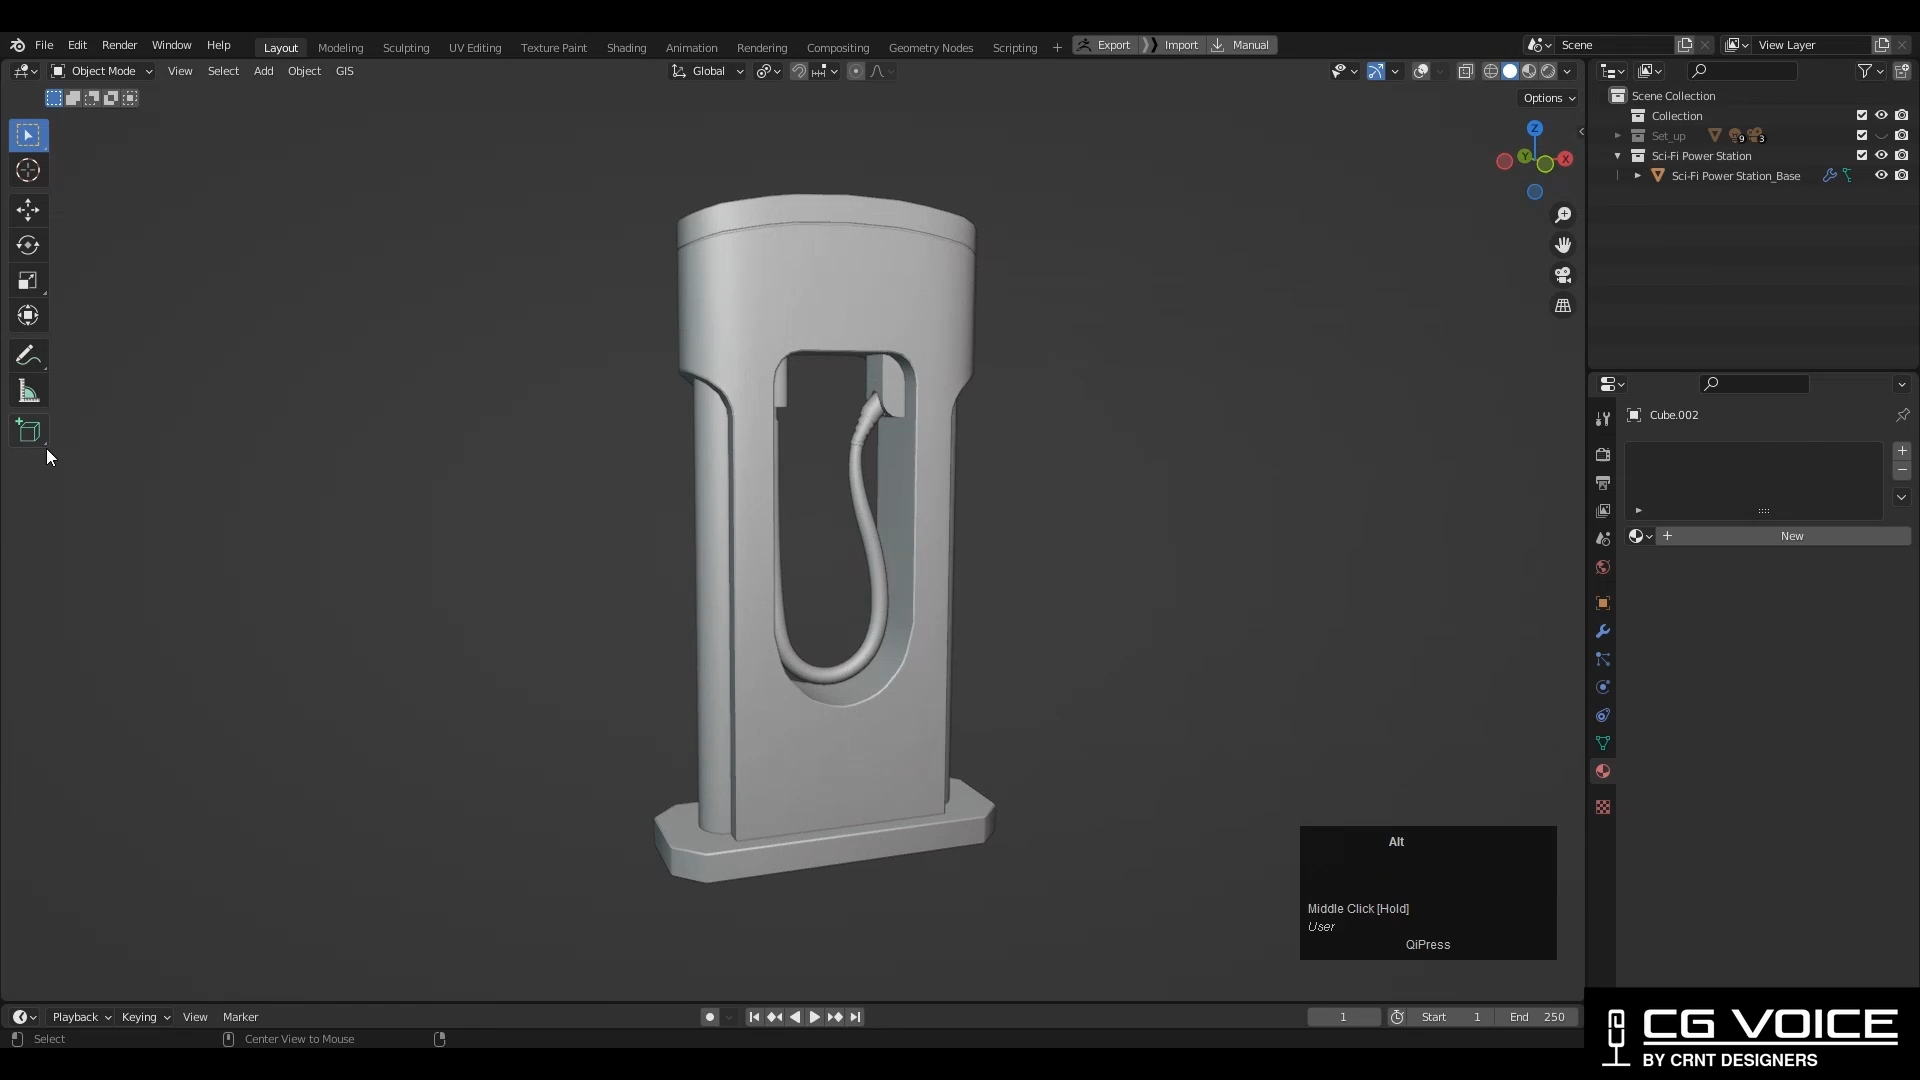 File Edit Render Window Help Layout Modeling Sculpting UV Editing Texture Paint Shading Animation Rendering Compositing Geometry Nodes Scripting + Export Import Manual Scene View Layer
Object Mode View Select Add Object GIS Global
Options
Scene Collection
Collection
Set_up 9 3
Sci-Fi Power Station
Sci-Fi Power Station_Base
Z
Y X
Cube.002
+ New
Alt
Middle Click [Hold]
User
QiPress
Playback Keying View Marker 1 Start 1 End 250
Select Center View to Mouse
CG VOICE
BY CRNT DESIGNERS